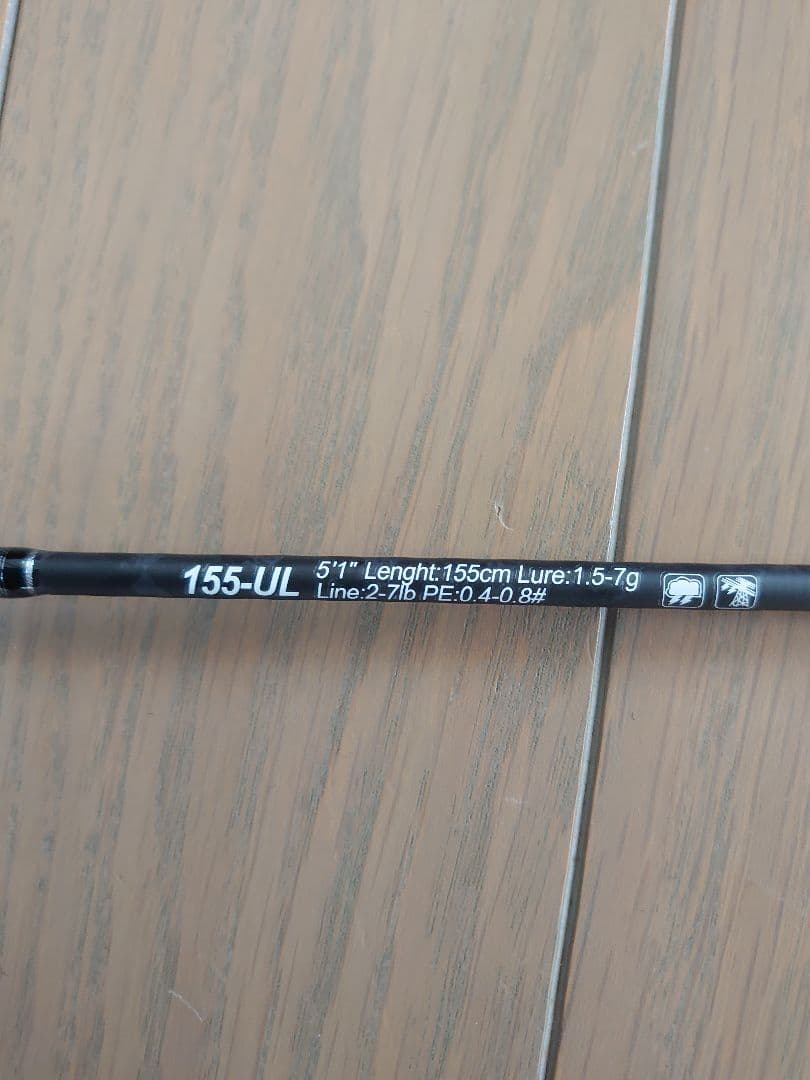 155-UL
5'1" Lenght:155cm Lure:1.5-7g
Line:2-7lb PE:0.4-0.8#